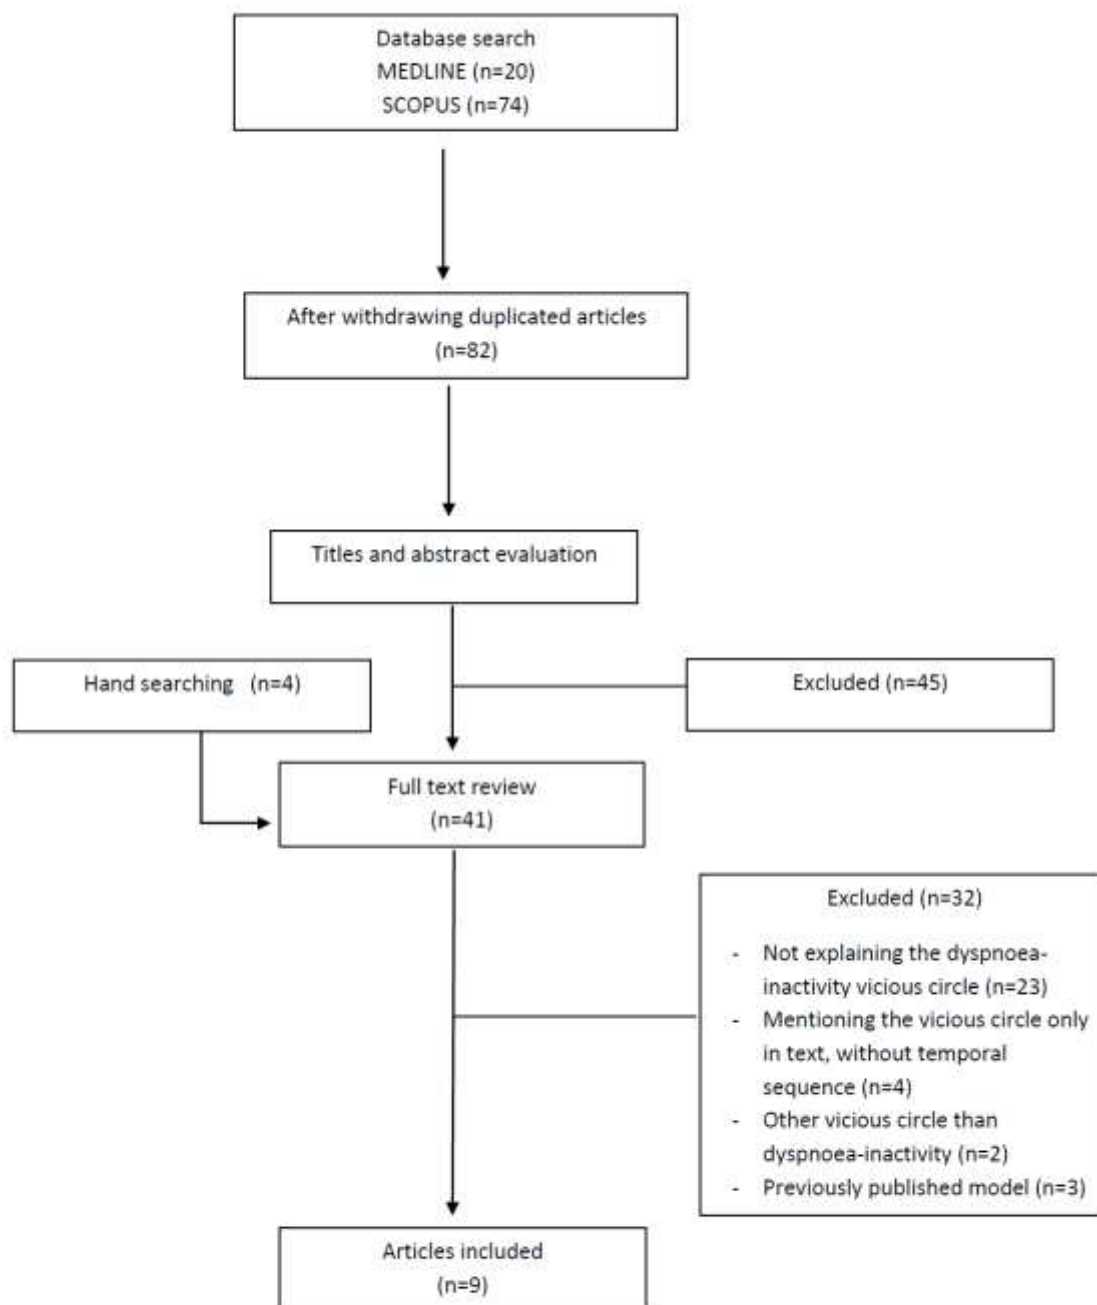 Database search
MEDLINE (n=20)
SCOPUS (n=74)
After withdrawing duplicated articles
(n=82)
Titles and abstract evaluation
Hand searching (n=4)
Excluded (n=45)
Full text review
(n=41)
Excluded (n=32)
- Not explaining the dyspnoea-
inactivity vicious circle (n=23)
- Mentioning the vicious circle only
in text, without temporal
sequence (n=4)
- Other vicious circle than
dyspnoea-inactivity (n=2)
- Previously published model (n=3)
Articles included
(n=9)